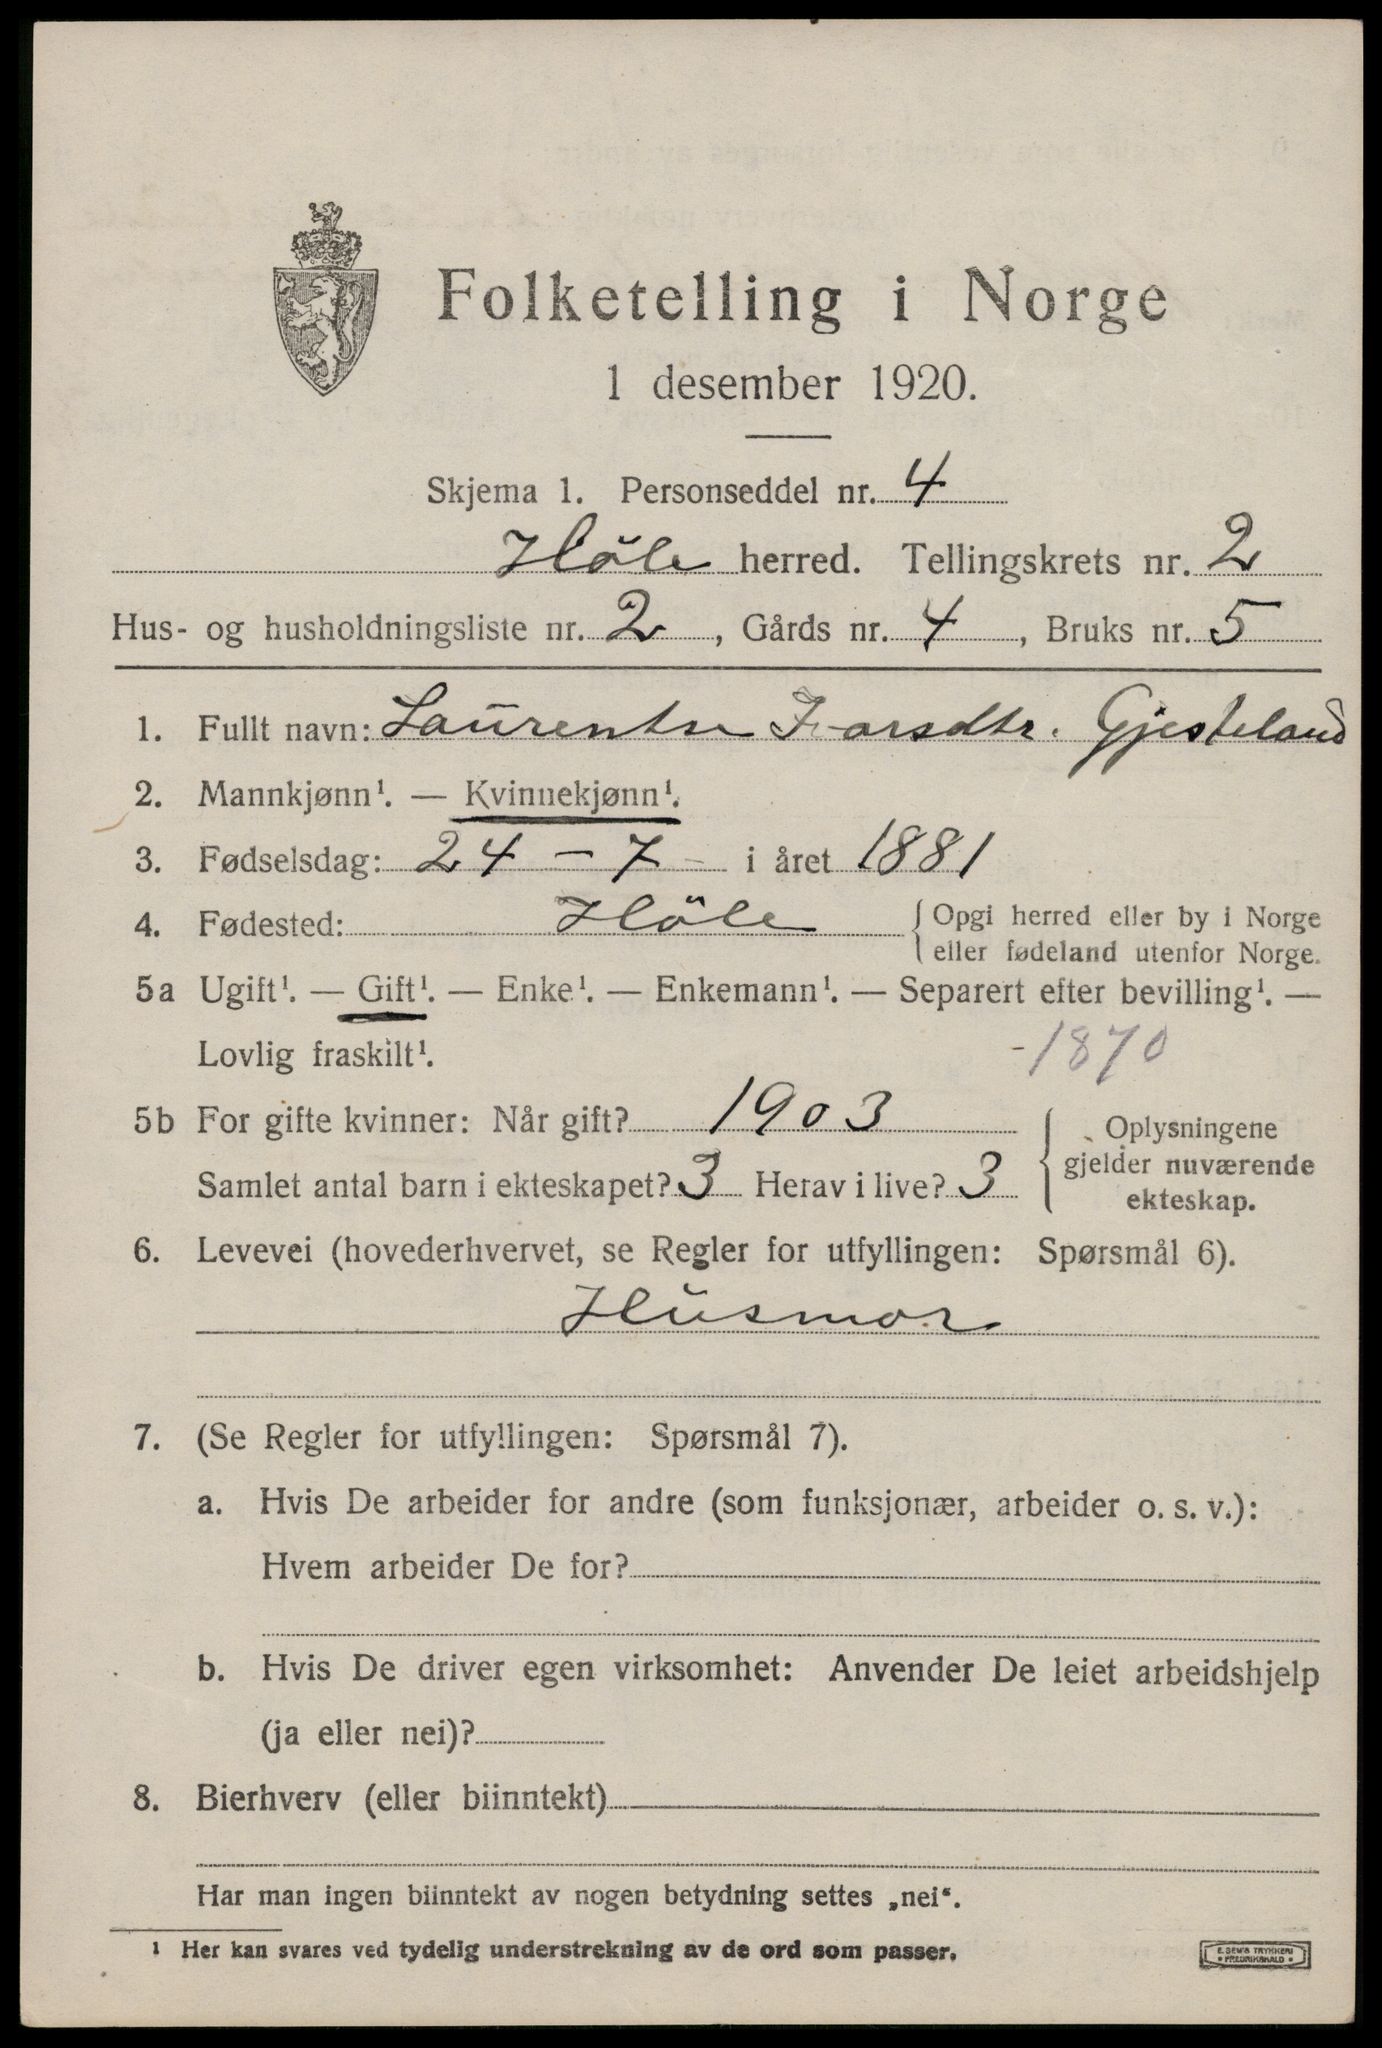 Folketelling i Norge
1 desember 1920.
Skjema 1. Personseddel nr. 4
Höle herred. Tellingskrets nr. 2
Hus- og husholdningsliste nr. 2, Gårds nr. 4, Bruks nr. 5
1. Fullt navn: Laurentse Ivarsdtr. Gjesteland
2. Mannkjønn¹. — Kvinnekjønn¹.
3. Fødselsdag: 24 – 7 – i året 1881
4. Fødested: Höle { Opgi herred eller by i Norge
eller fødeland utenfor Norge.
5a Ugift¹. — Gift¹. — Enke¹. — Enkemann¹. — Separert efter bevilling¹. —
Lovlig fraskilt¹. -1870
5b For gifte kvinner: Når gift? 1903 { Oplysningene
gjelder nuværende
Samlet antal barn i ekteskapet? 3 Herav i live? 3 ekteskap.
6. Levevei (hovederhvervet, se Regler for utfyllingen: Spørsmål 6).
Husmor
7. (Se Regler for utfyllingen: Spørsmål 7).
a. Hvis De arbeider for andre (som funksjonær, arbeider o. s. v.):
Hvem arbeider De for?
b. Hvis De driver egen virksomhet: Anvender De leiet arbeidshjelp
(ja eller nei)?
8. Bierhverv (eller biinntekt)
Har man ingen biinntekt av nogen betydning settes „nei“.
1 Her kan svares ved tydelig understrekning av de ord som passer.
E. SEM'S TRYKKERI
• FREDRIKSHALD •